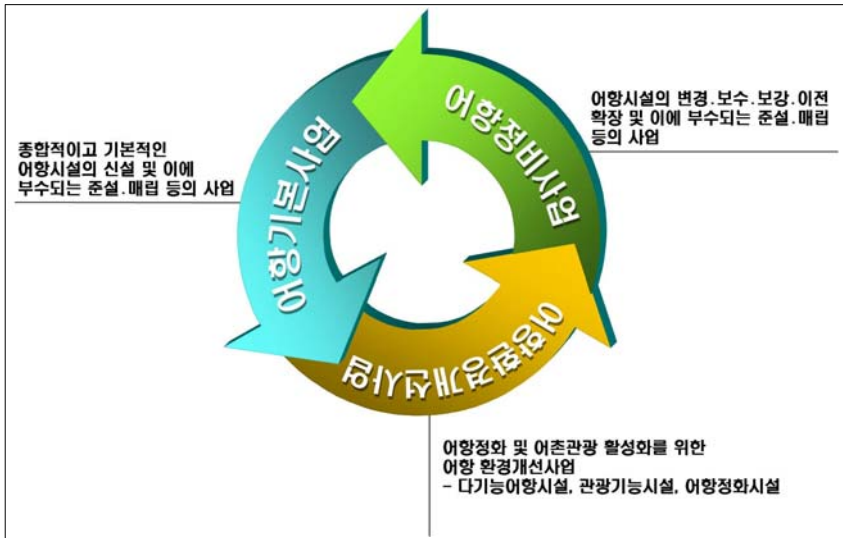 어항정비사업
어항시설의 변경.보수.보강.이전
확장 및 이에 부수되는 준설.매립
등의 사업
종합적이고 기본적인
어항시설의 신설 및 이에
부수되는 준설.매립 등의 사업
어항기본사업
어항환경개선사업
어항정화 및 어촌관광 활성화를 위한
어항 환경개선사업
- 다기능어항시설, 관광기능시설, 어항정화시설